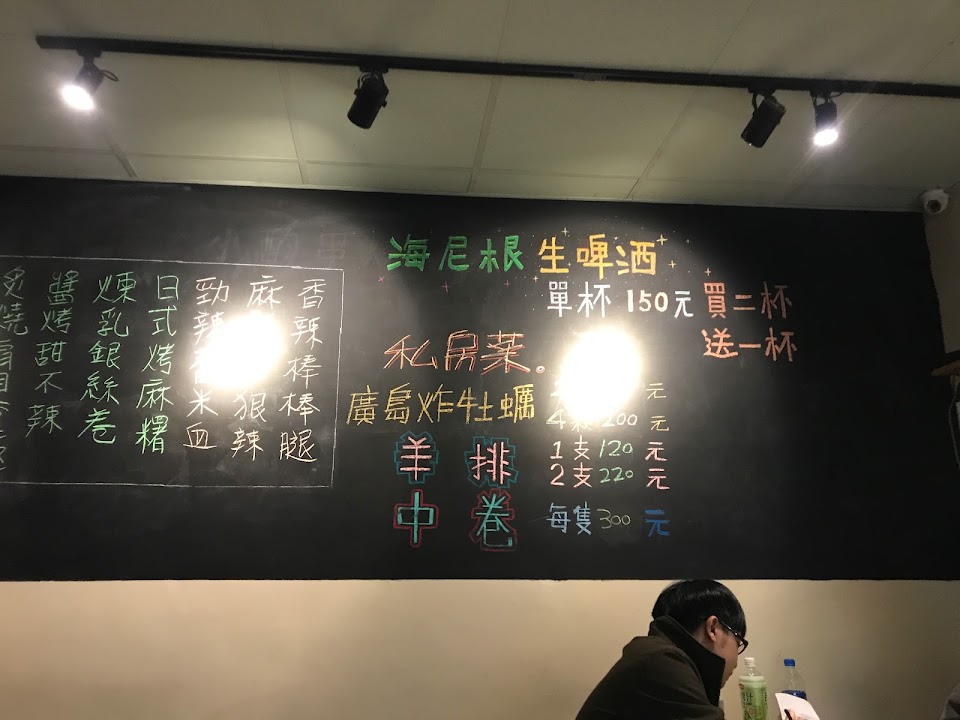 海尼根生啤酒
單杯 150元 買二杯
送一杯
私房菜。
廣島炸牡蠣
元
4 200 元
羊排 1支120元
2支220元
中卷 每隻300元
香辣棒棒腿
麻 狠辣
勁辣 米血
日式烤麻糬
煉乳銀絲卷
醬烤甜不辣
炙燒